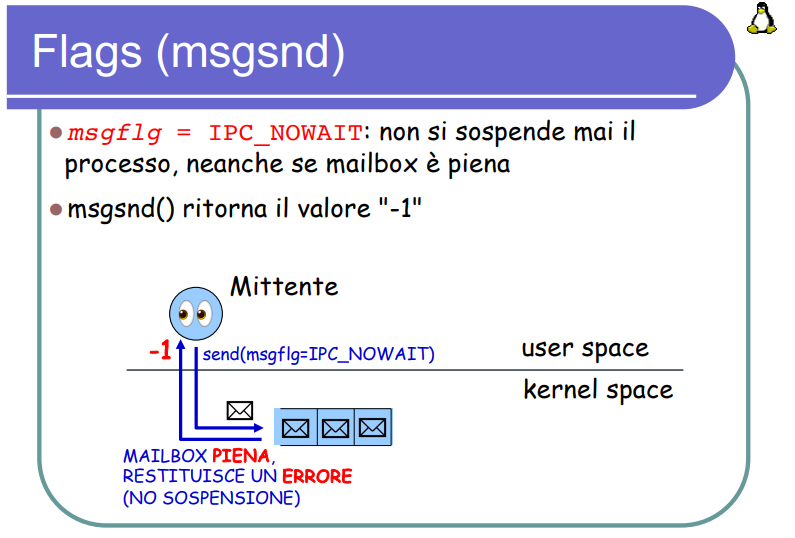 Flags (msgsnd)
msgflg = IPC_NOWAIT: non si sospende mai il
processo, neanche se mailbox è piena
msgsnd() ritorna il valore "-1"
Mittente
-1
send(msgflg=IPC_NOWAIT)
user space
kernel space
MAILBOX PIENA,
RESTITUISCE UN ERRORE
(NO SOSPENSIONE)